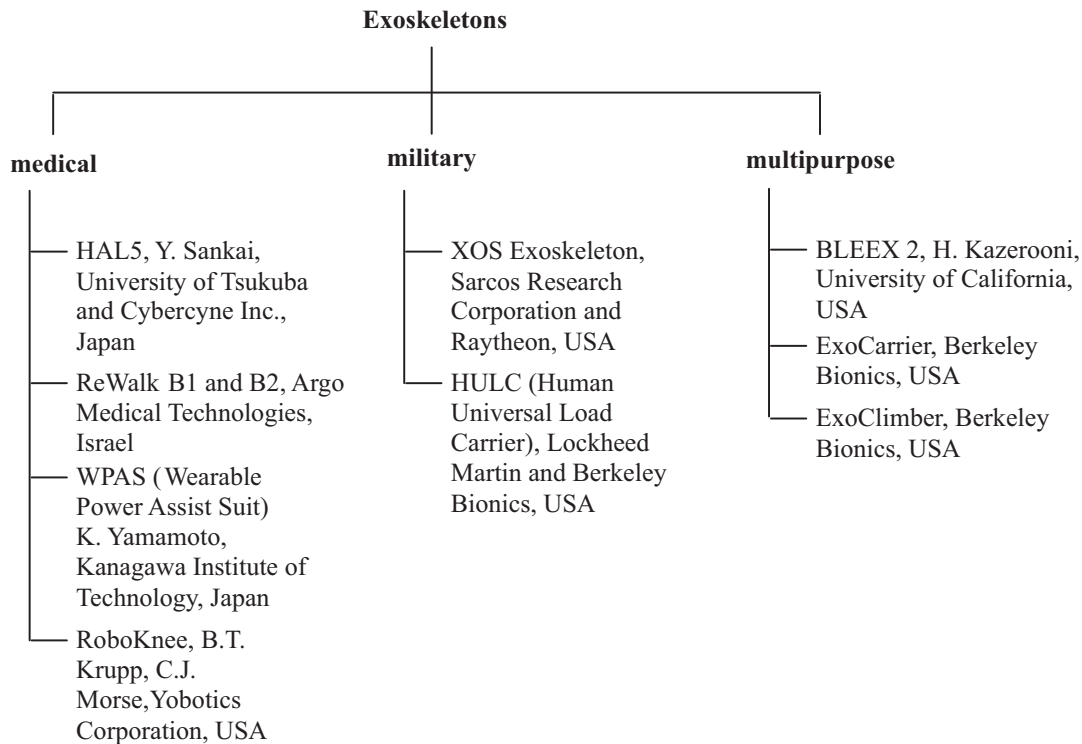 Exoskeletons
medical
HAL5, Y. Sankai,
University of Tsukuba
and Cybercyne Inc.,
Japan
ReWalk B1 and B2, Argo
Medical Technologies,
Israel
WPAS (Wearable
Power Assist Suit)
K. Yamamoto,
Kanagawa Institute of
Technology, Japan
RoboKnee, B.T.
Krupp, C.J.
Morse,Yobotics
Corporation, USA
military
XOS Exoskeleton,
Sarcos Research
Corporation and
Raytheon, USA
HULC (Human
Universal Load
Carrier), Lockheed
Martin and Berkeley
Bionics, USA
multipurpose
BLEEX 2, H. Kazerooni,
University of California,
USA
ExoCarrier, Berkeley
Bionics, USA
ExoClimber, Berkeley
Bionics, USA